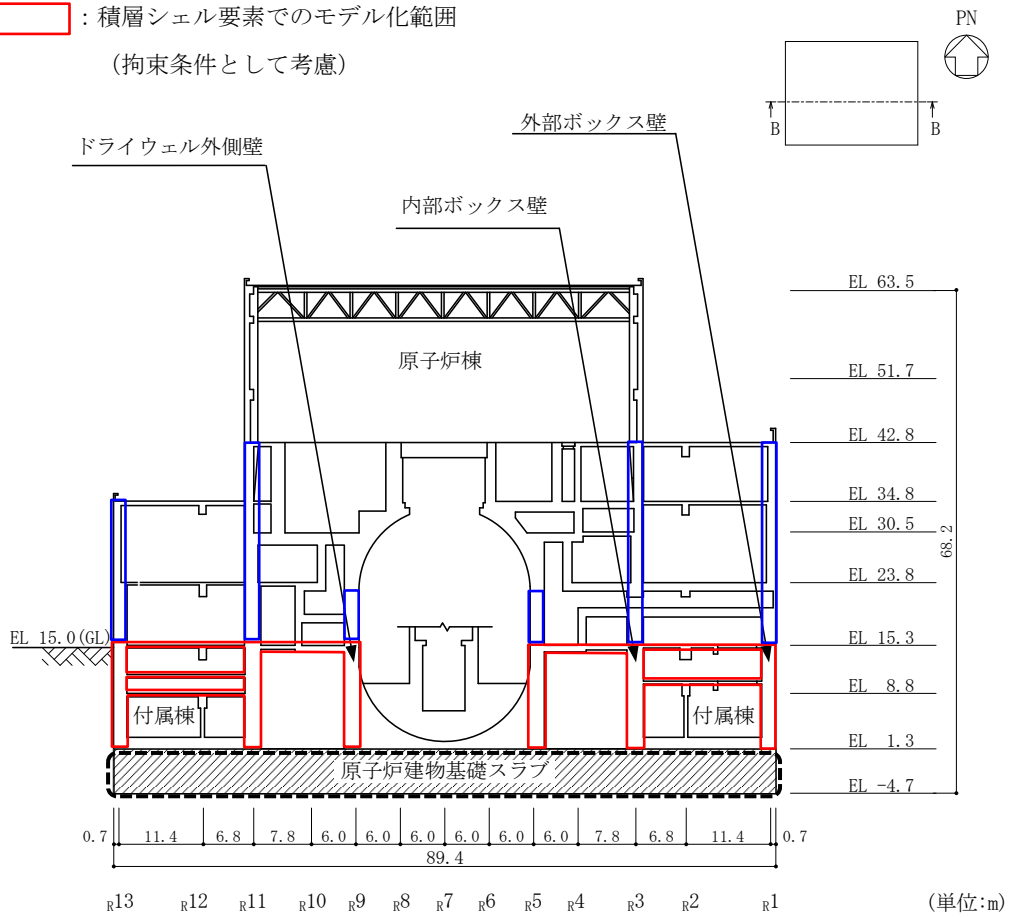 ：積層シェル要素でのモデル化範囲
(拘束条件として考慮)
PN
B B
ドライウェル外側壁
外部ボックス壁
内部ボックス壁
原子炉棟
EL 63.5
EL 51.7
EL 42.8
EL 34.8
EL 30.5
EL 23.8
EL 15.3
EL 8.8
EL 1.3
EL -4.7
68.2
EL 15.0(GL)
付属棟 付属棟
原子炉建物基礎スラブ
0.7 11.4 6.8 7.8 6.0 6.0 6.0 6.0 6.0 6.0 7.8 6.8 11.4 0.7
89.4
R13 R12 R11 R10 R9 R8 R7 R6 R5 R4 R3 R2 R1 (単位:m)